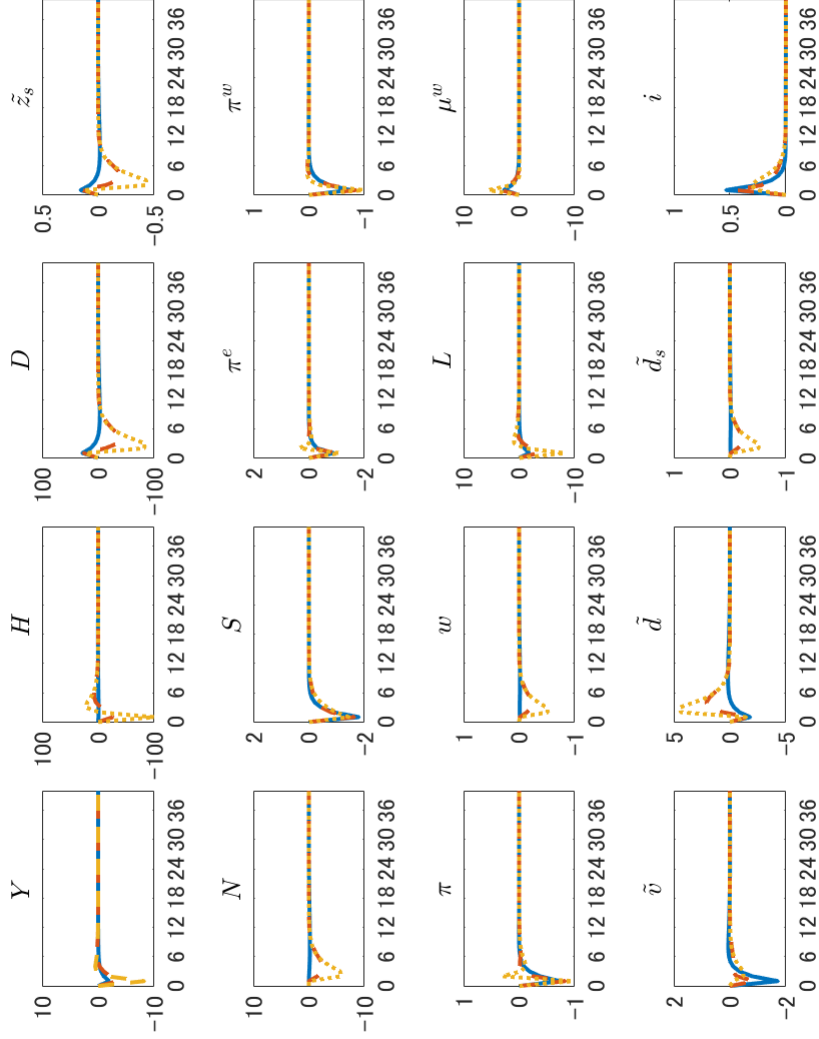 Y H D z̃_s
10 100 100 0.5
0 0 0 0
−10 −100 −100 −0.5
0 6 12 18 24 30 36 0 6 12 18 24 30 36 0 6 12 18 24 30 36 0 6 12 18 24 30 36
N S π^e π^w
10 2 2 1
0 0 0 0
−10 −2 −2 −1
0 6 12 18 24 30 36 0 6 12 18 24 30 36 0 6 12 18 24 30 36 0 6 12 18 24 30 36
π w L μ^w
1 1 10 10
0 0 0 0
−1 −1 −10 −10
0 6 12 18 24 30 36 0 6 12 18 24 30 36 0 6 12 18 24 30 36 0 6 12 18 24 30 36
ṽ d̃ d̃_s i
2 5 1 1
0 0 0 0.5
−2 −5 −1 0
0 6 12 18 24 30 36 0 6 12 18 24 30 36 0 6 12 18 24 30 36 0 6 12 18 24 30 36